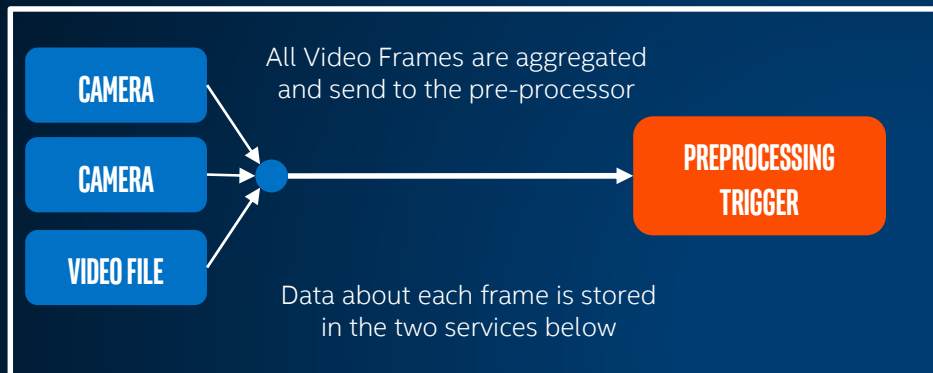 CAMERA
CAMERA
VIDEO FILE
All Video Frames are aggregated
and send to the pre-processor
PREPROCESSING
TRIGGER
Data about each frame is stored
in the two services below